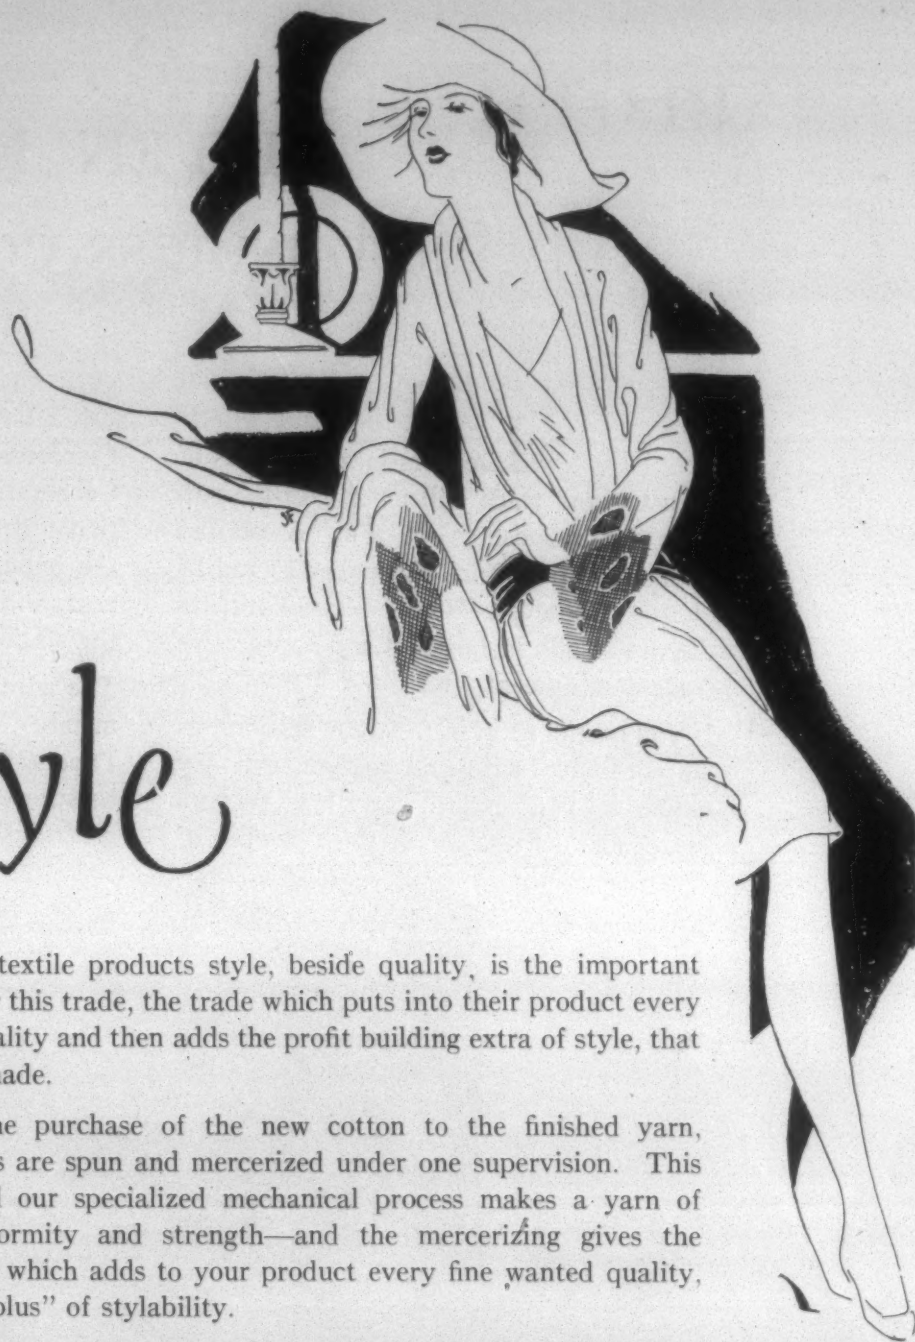 yle
textile products style, beside quality, is the important
this trade, the trade which puts into their product every
ality and then adds the profit building extra of style, that
ade.
e purchase of the new cotton to the finished yarn,
s are spun and mercerized under one supervision. This
our specialized mechanical process makes a yarn of
ormity and strength—and the mercerizing gives the
which adds to your product every fine wanted quality,
plus” of stylability.